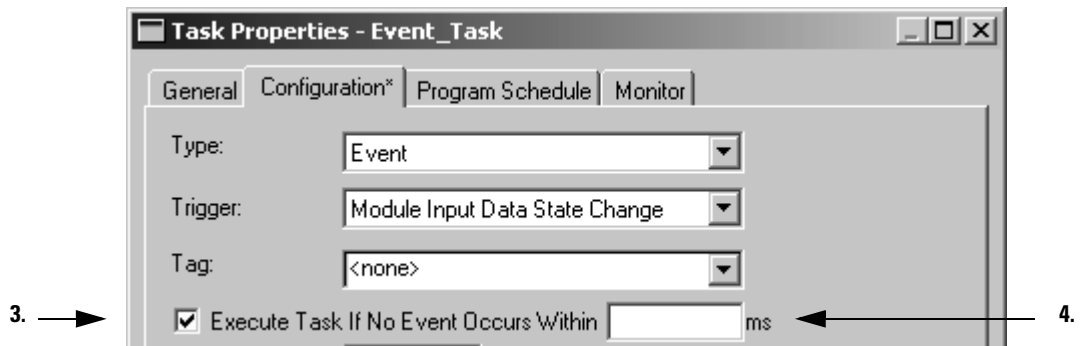 Task Properties - Event_Task
General Configuration* Program Schedule Monitor
Type: Event
Trigger: Module Input Data State Change
Tag: <none>
3. Execute Task If No Event Occurs Within ms 4.